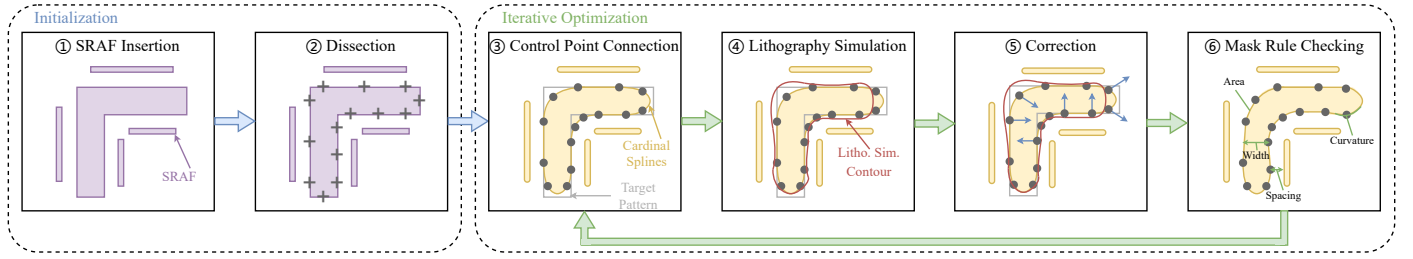 Initialization
① SRAF Insertion
SRAF
② Dissection
Iterative Optimization
③ Control Point Connection
Cardinal
Splines
Target
Pattern
④ Lithography Simulation
Litho. Sim.
Contour
⑤ Correction
⑥ Mask Rule Checking
Area
Curvature
Width
Spacing